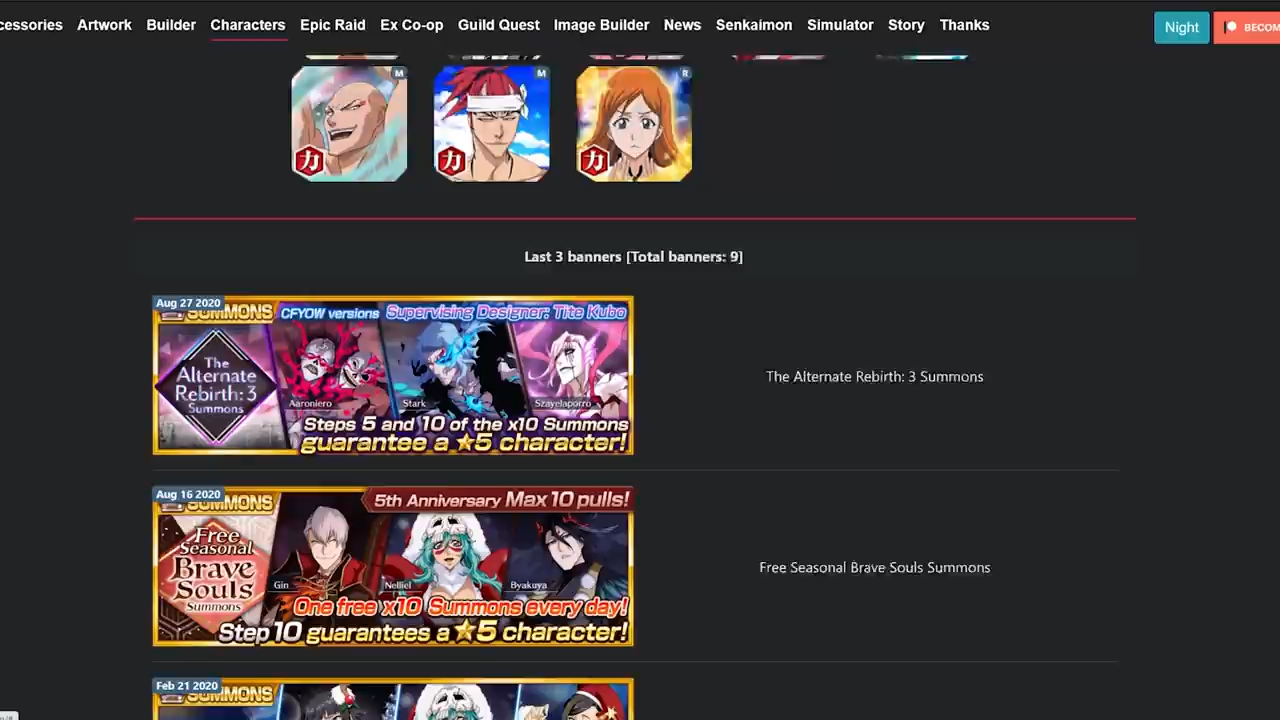 cessories Artwork Builder Characters Epic Raid Ex Co-op Guild Quest Image Builder News Senkaimon Simulator Story Thanks Night BECOM
M M R
力 力 力
Last 3 banners [Total banners: 9]
Aug 27 2020
SUMMONS CFYOW versions Supervising Designer: Tite Kubo
The
Alternate
Rebirth: 3
Summons
Aaroniero Stark Szayelaporro
Steps 5 and 10 of the x10 Summons
guarantee a ★5 character!
The Alternate Rebirth: 3 Summons
Aug 16 2020
SUMMONS 5th Anniversary Max 10 pulls!
Free
Seasonal
Brave
Souls
Summons
Gin Nelliel Byakuya
One free x10 Summons every day!
Step 10 guarantees a ★5 character!
Free Seasonal Brave Souls Summons
Feb 21 2020
SUMMONS